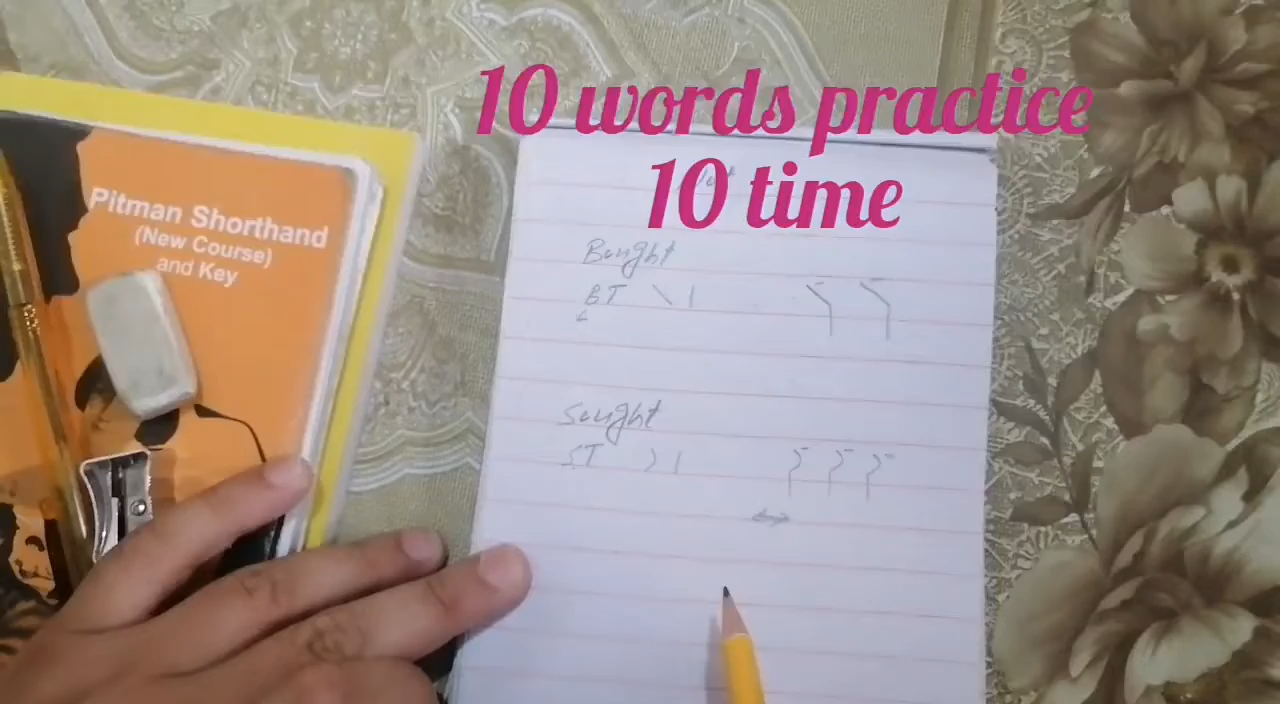 10 words practice
10 time
Pitman Shorthand
(New Course)
and Key
Bought
BT
Sought
ST